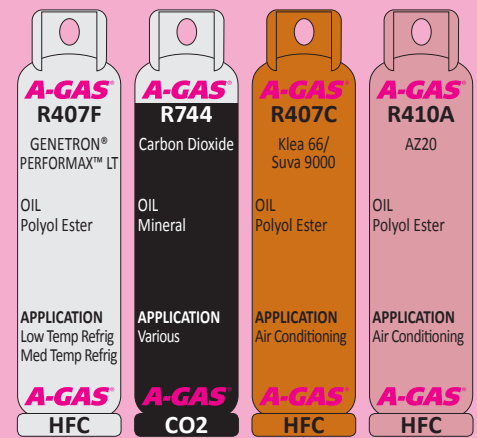 A-GAS®
R407F
GENETRON®
PERFORMAX™ LT
OIL
Polyol Ester
APPLICATION
Low Temp Refrig
Med Temp Refrig
A-GAS®
HFC
A-GAS®
R744
Carbon Dioxide
OIL
Mineral
APPLICATION
Various
A-GAS®
CO2
A-GAS®
R407C
Klea 66/
Suva 9000
OIL
Polyol Ester
APPLICATION
Air Conditioning
A-GAS®
HFC
A-GAS®
R410A
AZ20
OIL
Polyol Ester
APPLICATION
Air Conditioning
A-GAS®
HFC